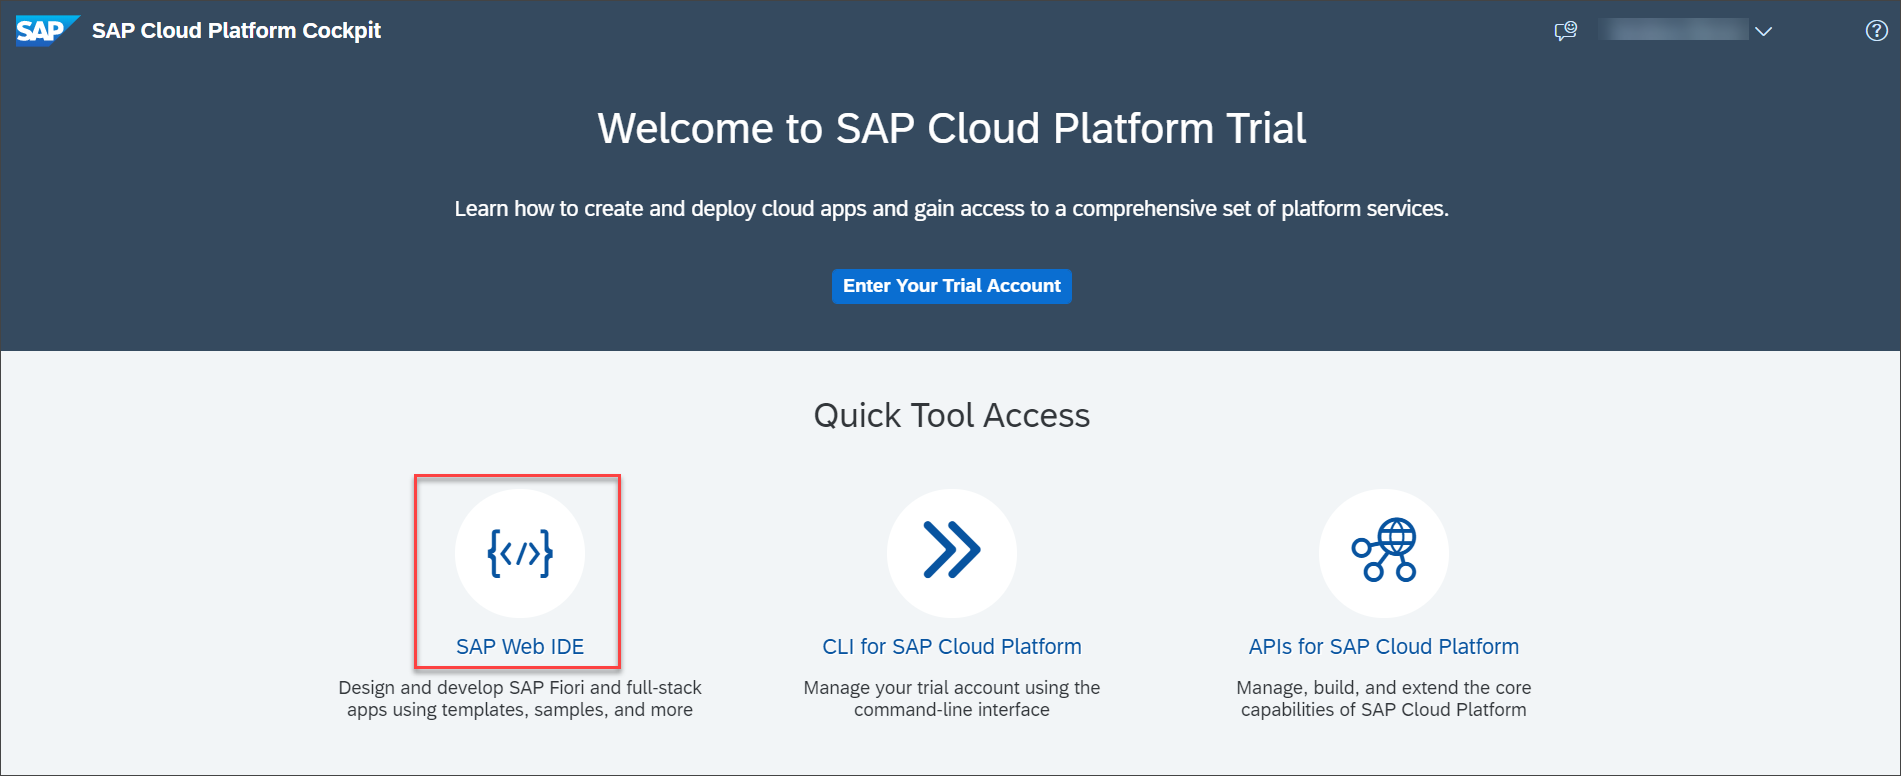 SAP SAP Cloud Platform Cockpit
Welcome to SAP Cloud Platform Trial
Learn how to create and deploy cloud apps and gain access to a comprehensive set of platform services.
Enter Your Trial Account
Quick Tool Access
SAP Web IDE
Design and develop SAP Fiori and full-stack
apps using templates, samples, and more
CLI for SAP Cloud Platform
Manage your trial account using the
command-line interface
APIs for SAP Cloud Platform
Manage, build, and extend the core
capabilities of SAP Cloud Platform